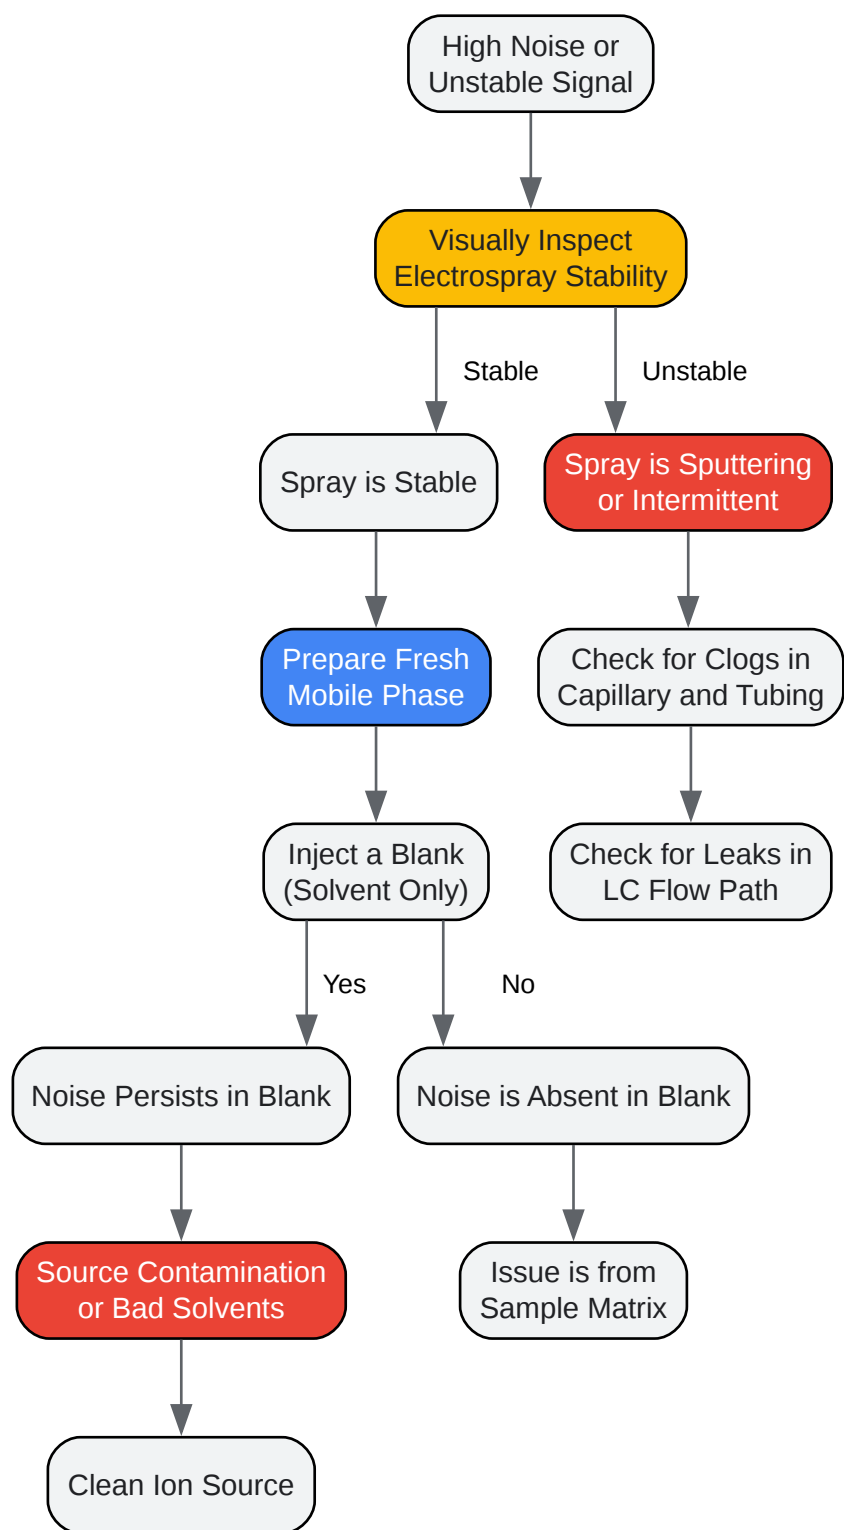 High Noise or
Unstable Signal
Visually Inspect
Electrospray Stability
Stable
Unstable
Spray is Stable
Spray is Sputtering
or Intermittent
Prepare Fresh
Mobile Phase
Check for Clogs in
Capillary and Tubing
Inject a Blank
(Solvent Only)
Check for Leaks in
LC Flow Path
Yes
No
Noise Persists in Blank
Noise is Absent in Blank
Source Contamination
or Bad Solvents
Issue is from
Sample Matrix
Clean Ion Source